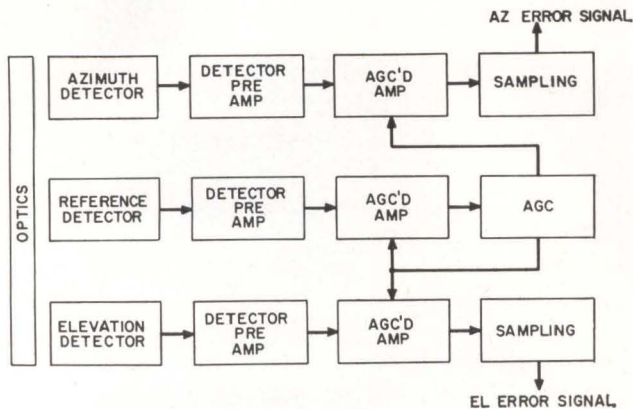 AZ ERROR SIGNAL
OPTICS
AZIMUTH
DETECTOR
DETECTOR
PRE
AMP
AGC'D
AMP
SAMPLING
REFERENCE
DETECTOR
DETECTOR
PRE
AMP
AGC'D
AMP
AGC
ELEVATION
DETECTOR
DETECTOR
PRE
AMP
AGC'D
AMP
SAMPLING
EL ERROR SIGNAL